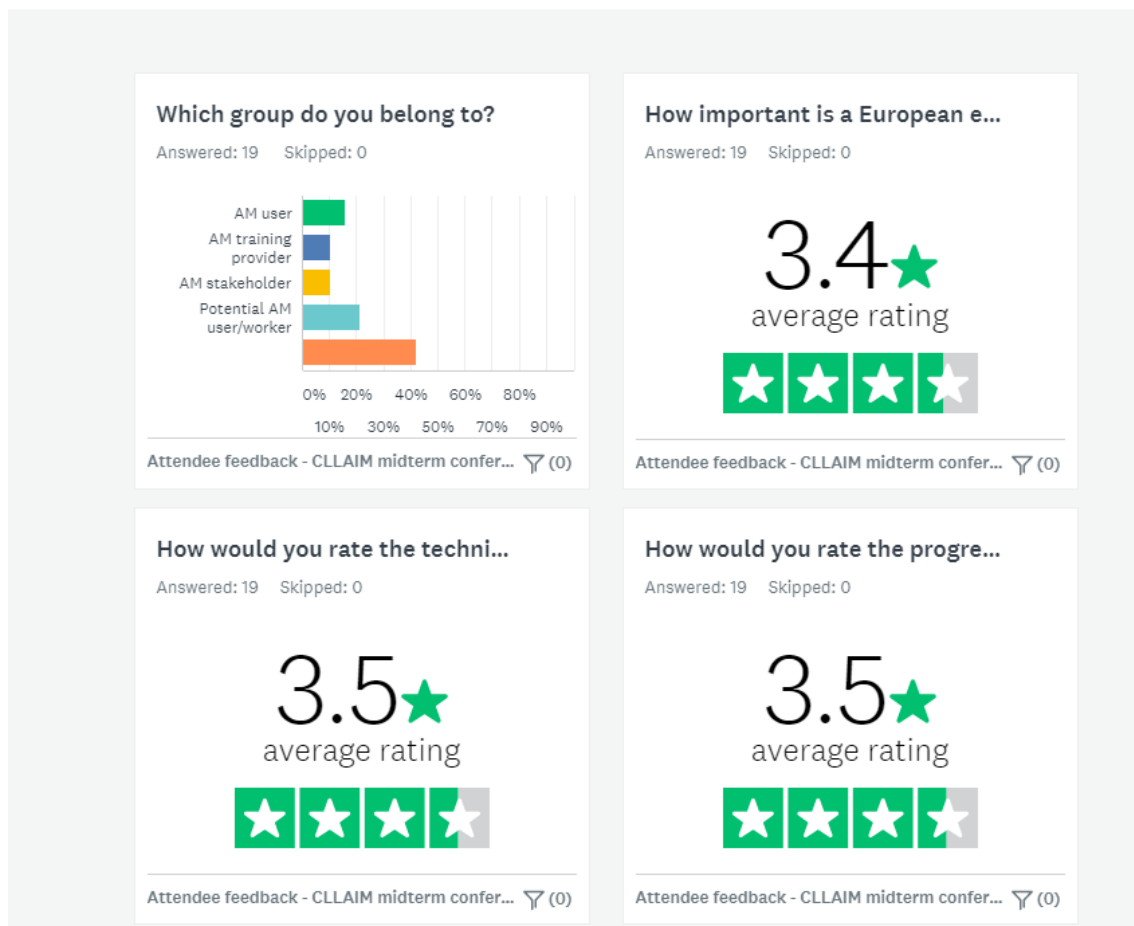 Which group do you belong to?
Answered: 19 Skipped: 0
AM user
AM training
provider
AM stakeholder
Potential AM
user/worker
0% 20% 40% 60% 80%
10% 30% 50% 70% 90%
Attendee feedback - CLLAIM midterm confer... (0)
How important is a European e...
Answered: 19 Skipped: 0
3.4
average rating
Attendee feedback - CLLAIM midterm confer... (0)
How would you rate the techni...
Answered: 19 Skipped: 0
3.5
average rating
Attendee feedback - CLLAIM midterm confer... (0)
How would you rate the progre...
Answered: 19 Skipped: 0
3.5
average rating
Attendee feedback - CLLAIM midterm confer... (0)